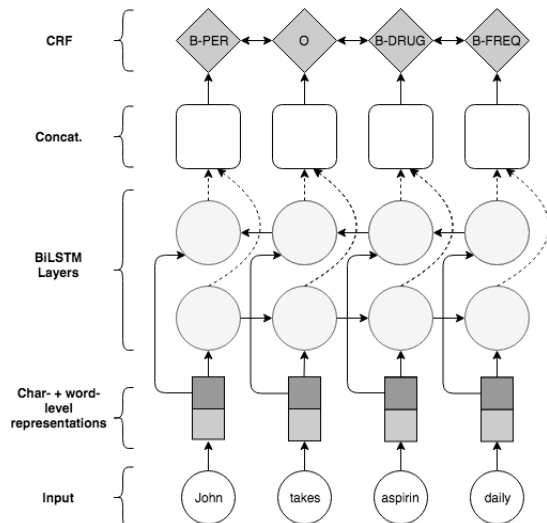 CRF
B-PER
O
B-DRUG
B-FREQ
Concat.
BiLSTM
Layers
Char- + word-
level
representations
Input
John
takes
aspirin
daily